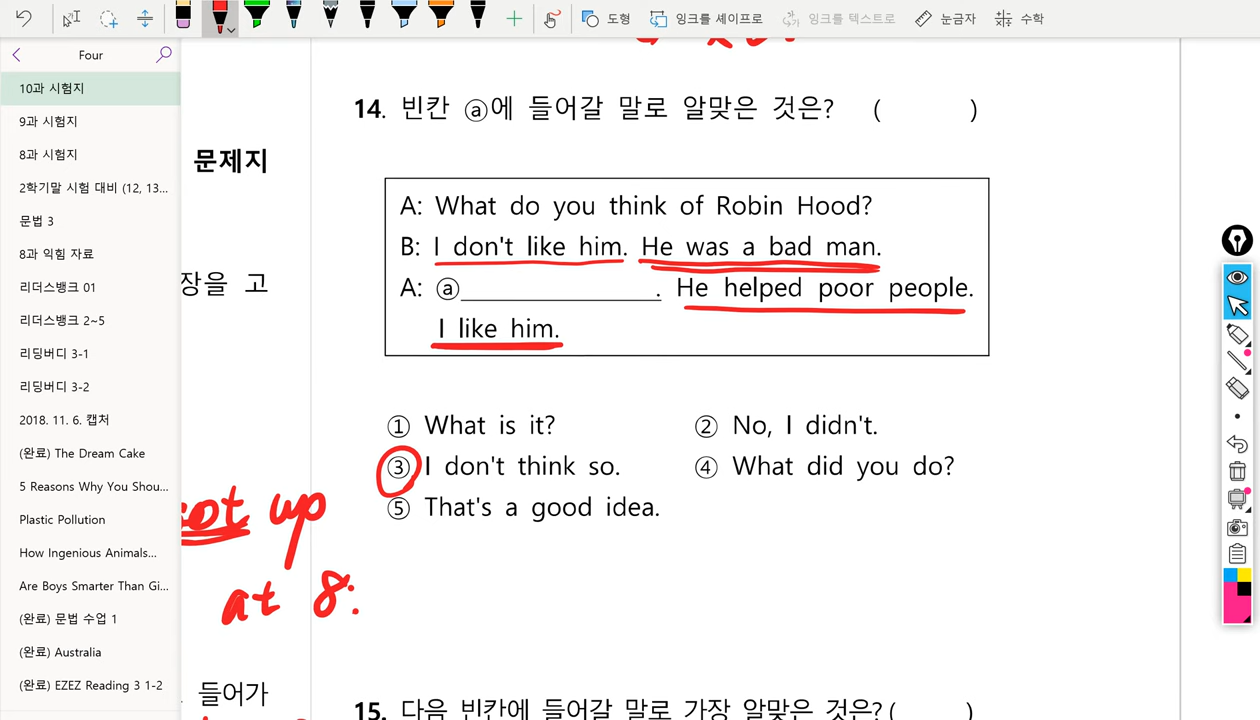 도형
잉크를 셰이프로
잉크를 텍스트로
눈금자
수학
Four
10과 시험지
9과 시험지
8과 시험지
2학기말 시험 대비 (12, 13...
문법 3
8과 익힘 자료
리더스뱅크 01
리더스뱅크 2~5
리딩버디 3-1
리딩버디 3-2
2018. 11. 6. 캡처
(완료) The Dream Cake
5 Reasons Why You Shou...
Plastic Pollution
How Ingenious Animals...
Are Boys Smarter Than Gi...
(완료) 문법 수업 1
(완료) Australia
(완료) EZEZ Reading 3 1-2
문제지
장을 고
up
at 8:
들어가
14. 빈칸 ⓐ에 들어갈 말로 알맞은 것은? ( )
A: What do you think of Robin Hood?
B: I don't like him. He was a bad man.
A: ⓐ____________. He helped poor people.
I like him.
① What is it? ② No, I didn't.
③ I don't think so. ④ What did you do?
⑤ That's a good idea.
15. 다음 빈칸에 들어갈 말로 가장 알맞은 것은? ( )